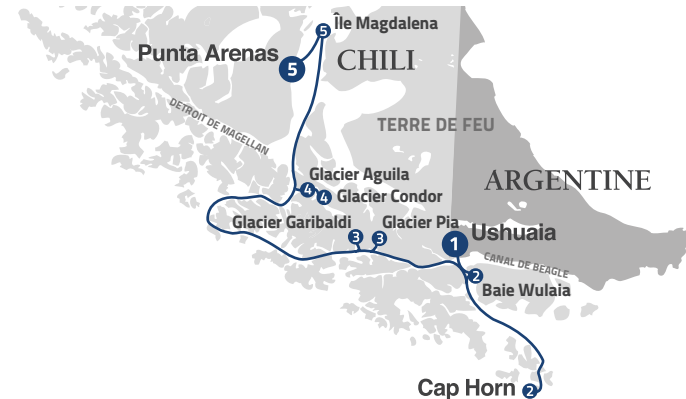 5
Île Magdalena
Punta Arenas
5
CHILI
DETROIT DE MAGELLAN
TERRE DE FEU
Glacier Aguila
4
4
Glacier Condor
ARGENTINE
Glacier Garibaldi
Glacier Pia
3
3
1
Ushuaia
CANAL DE BEAGLE
2
Baie Wulaia
Cap Horn
2